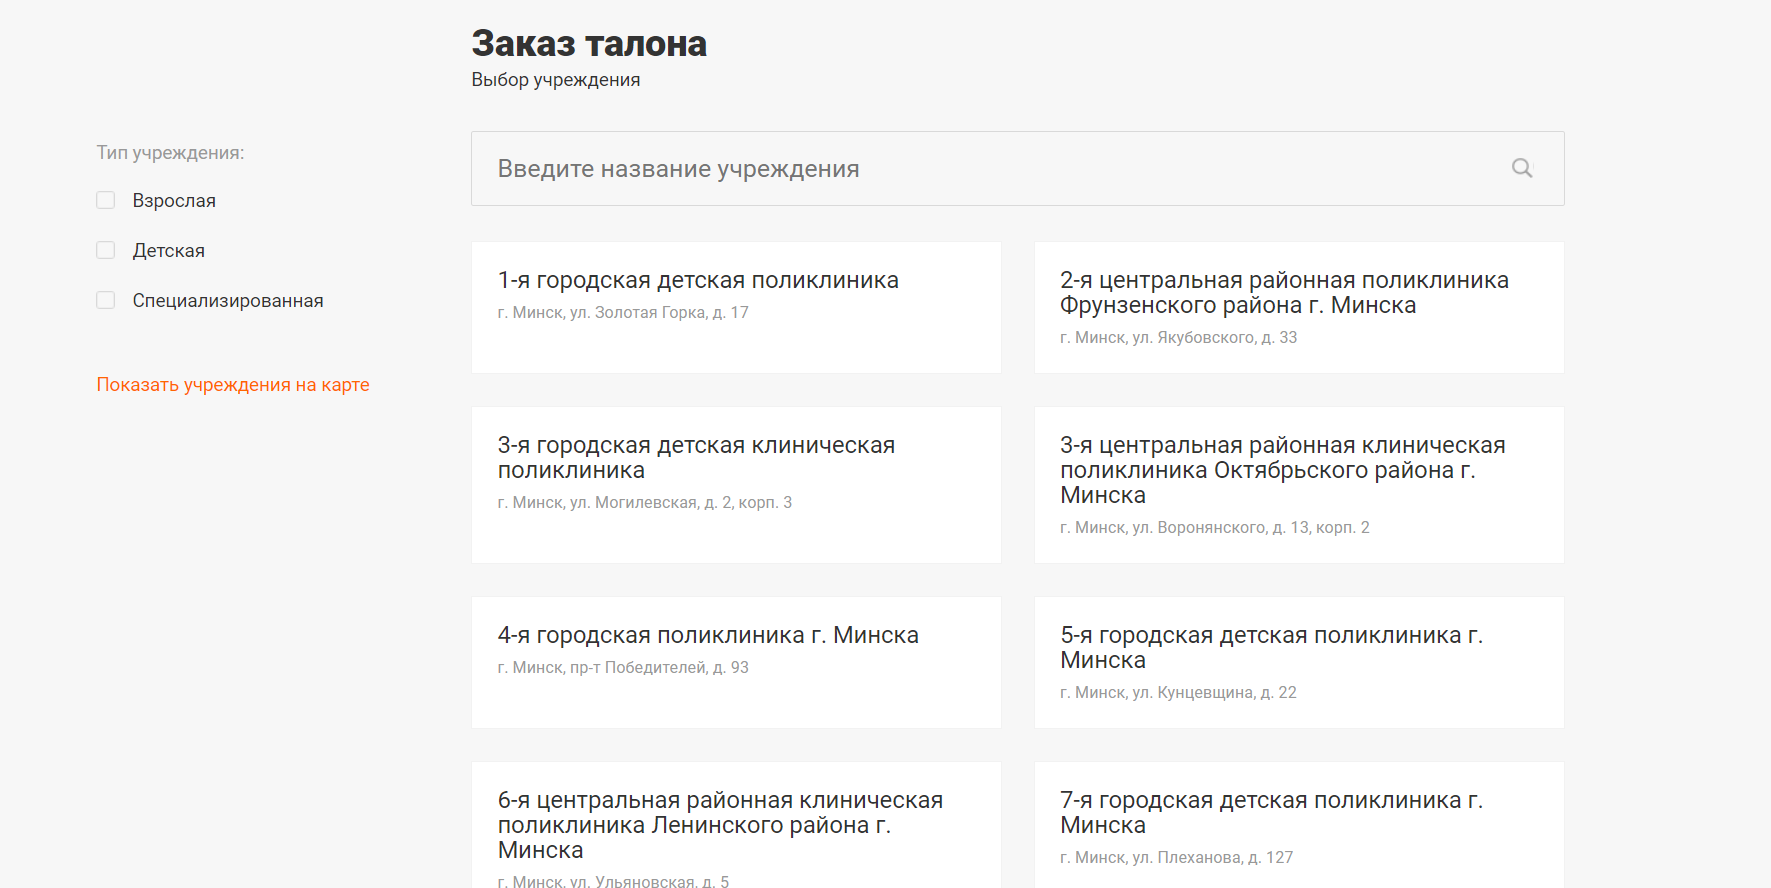 Заказ талона
Выбор учреждения
Тип учреждения:
Взрослая
Детская
Специализированная
Показать учреждения на карте
Введите название учреждения
1-я городская детская поликлиника
г. Минск, ул. Золотая Горка, д. 17
2-я центральная районная поликлиника
Фрунзенского района г. Минска
г. Минск, ул. Якубовского, д. 33
3-я городская детская клиническая
поликлиника
г. Минск, ул. Могилевская, д. 2, корп. 3
3-я центральная районная клиническая
поликлиника Октябрьского района г.
Минска
г. Минск, ул. Воронянского, д. 13, корп. 2
4-я городская поликлиника г. Минска
г. Минск, пр-т Победителей, д. 93
5-я городская детская поликлиника г.
Минска
г. Минск, ул. Кунцевщина, д. 22
6-я центральная районная клиническая
поликлиника Ленинского района г.
Минска
г. Минск, ул. Ульяновская, д. 5
7-я городская детская поликлиника г.
Минска
г. Минск, ул. Плеханова, д. 127